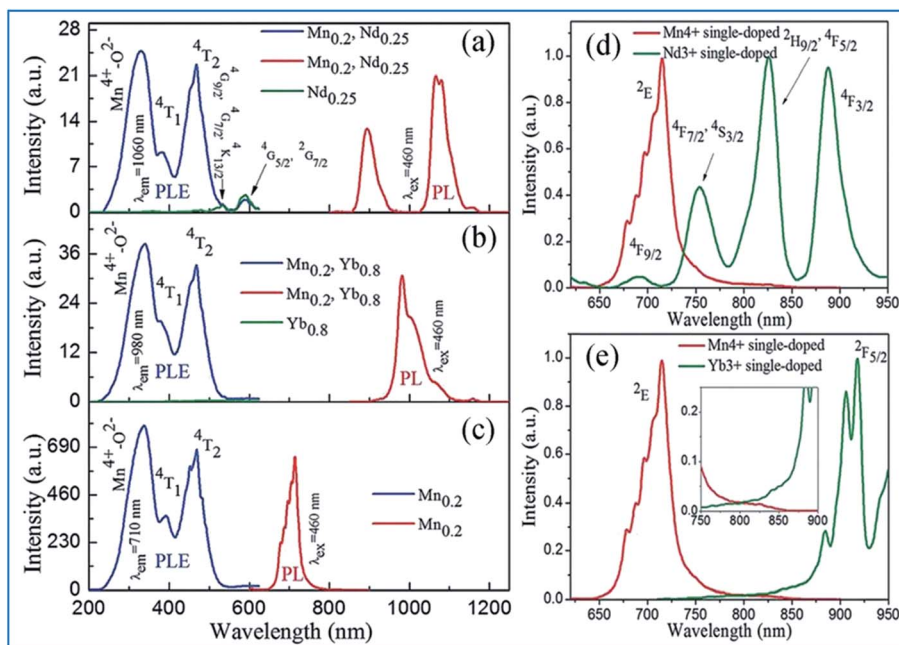 (a)
Intensity (a.u.)
28
21
14
7
0
Mn⁴⁺-O²⁻
⁴T₁
⁴T₂
⁴G₉/₂, ⁴G₇/₂, ⁴K₁₃/₂
⁴G₅/₂, ²G₇/₂
λem=1060 nm
PLE
λex=460 nm
PL
Mn₀.₂, Nd₀.₂₅
Mn₀.₂, Nd₀.₂₅
Nd₀.₂₅
(b)
Intensity (a.u.)
36
24
12
0
Mn⁴⁺-O²⁻
⁴T₁
⁴T₂
λem=980 nm
PLE
λex=460 nm
PL
Mn₀.₂, Yb₀.₈
Mn₀.₂, Yb₀.₈
Yb₀.₈
(c)
Intensity (a.u.)
690
460
230
0
Mn⁴⁺-O²⁻
⁴T₁
⁴T₂
λem=710 nm
PLE
λex=460 nm
PL
Mn₀.₂
Mn₀.₂
200 400 600 800 1000 1200
Wavelength (nm)
(d)
Mn4+ single-doped
Nd3+ single-doped
Intensity (a.u.)
1.0
0.8
0.6
0.4
0.2
0.0
²E
⁴F₉/₂
⁴F₇/₂, ⁴S₃/₂
²H₉/₂, ⁴F₅/₂
⁴F₃/₂
650 700 750 800 850 900 950
Wavelength (nm)
(e)
Mn4+ single-doped
Yb3+ single-doped
Intensity (a.u.)
1.0
0.8
0.6
0.4
0.2
0.0
²E
²F₅/₂
0.2
0.1
0.0
750 800 850 900
650 700 750 800 850 900 950
Wavelength (nm)